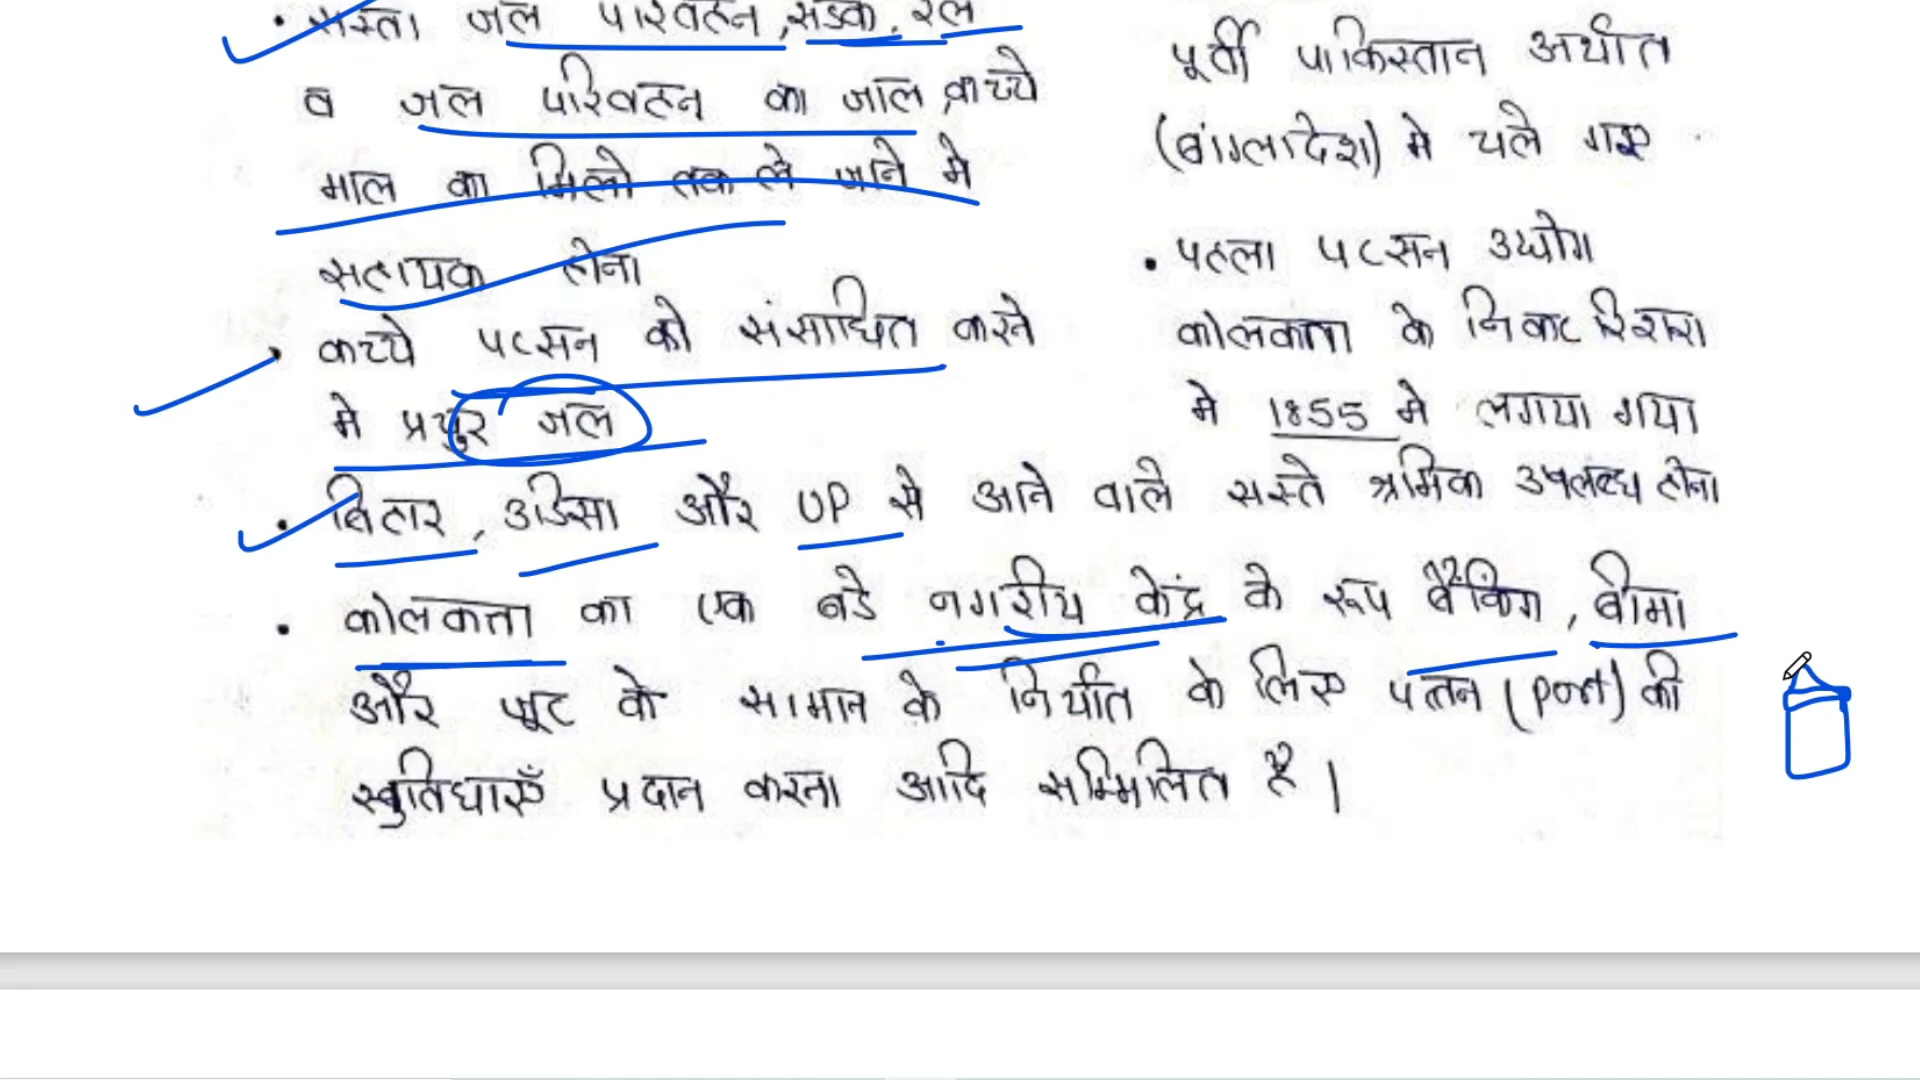 • सस्ता जल परिवहन, सडक, रेल
व जल परिवहन का जाल, कच्चे
माल का मिलो तक ले जाने मे
सहायक होना
• कच्चे पटसन को संसाधित करने
मे प्रचुर जल
पूर्वी पाकिस्तान अर्थात
(बांग्लादेश) मे चले गए
• पहला पटसन उद्योग
कोलकाता के निकट रिशरा
मे 1855 मे लगाया गया
• बिहार, उडिसा और UP से आने वाले सस्ते श्रमिक उपलब्ध होना
• कोलकत्ता का एक बडे नगरीय केंद्र के रूप बैंकिंग, बीमा
और जूट के सामान के निर्यात के लिए पत्तन (port) की
सुविधाएँ प्रदान करना आदि सम्मिलित है।